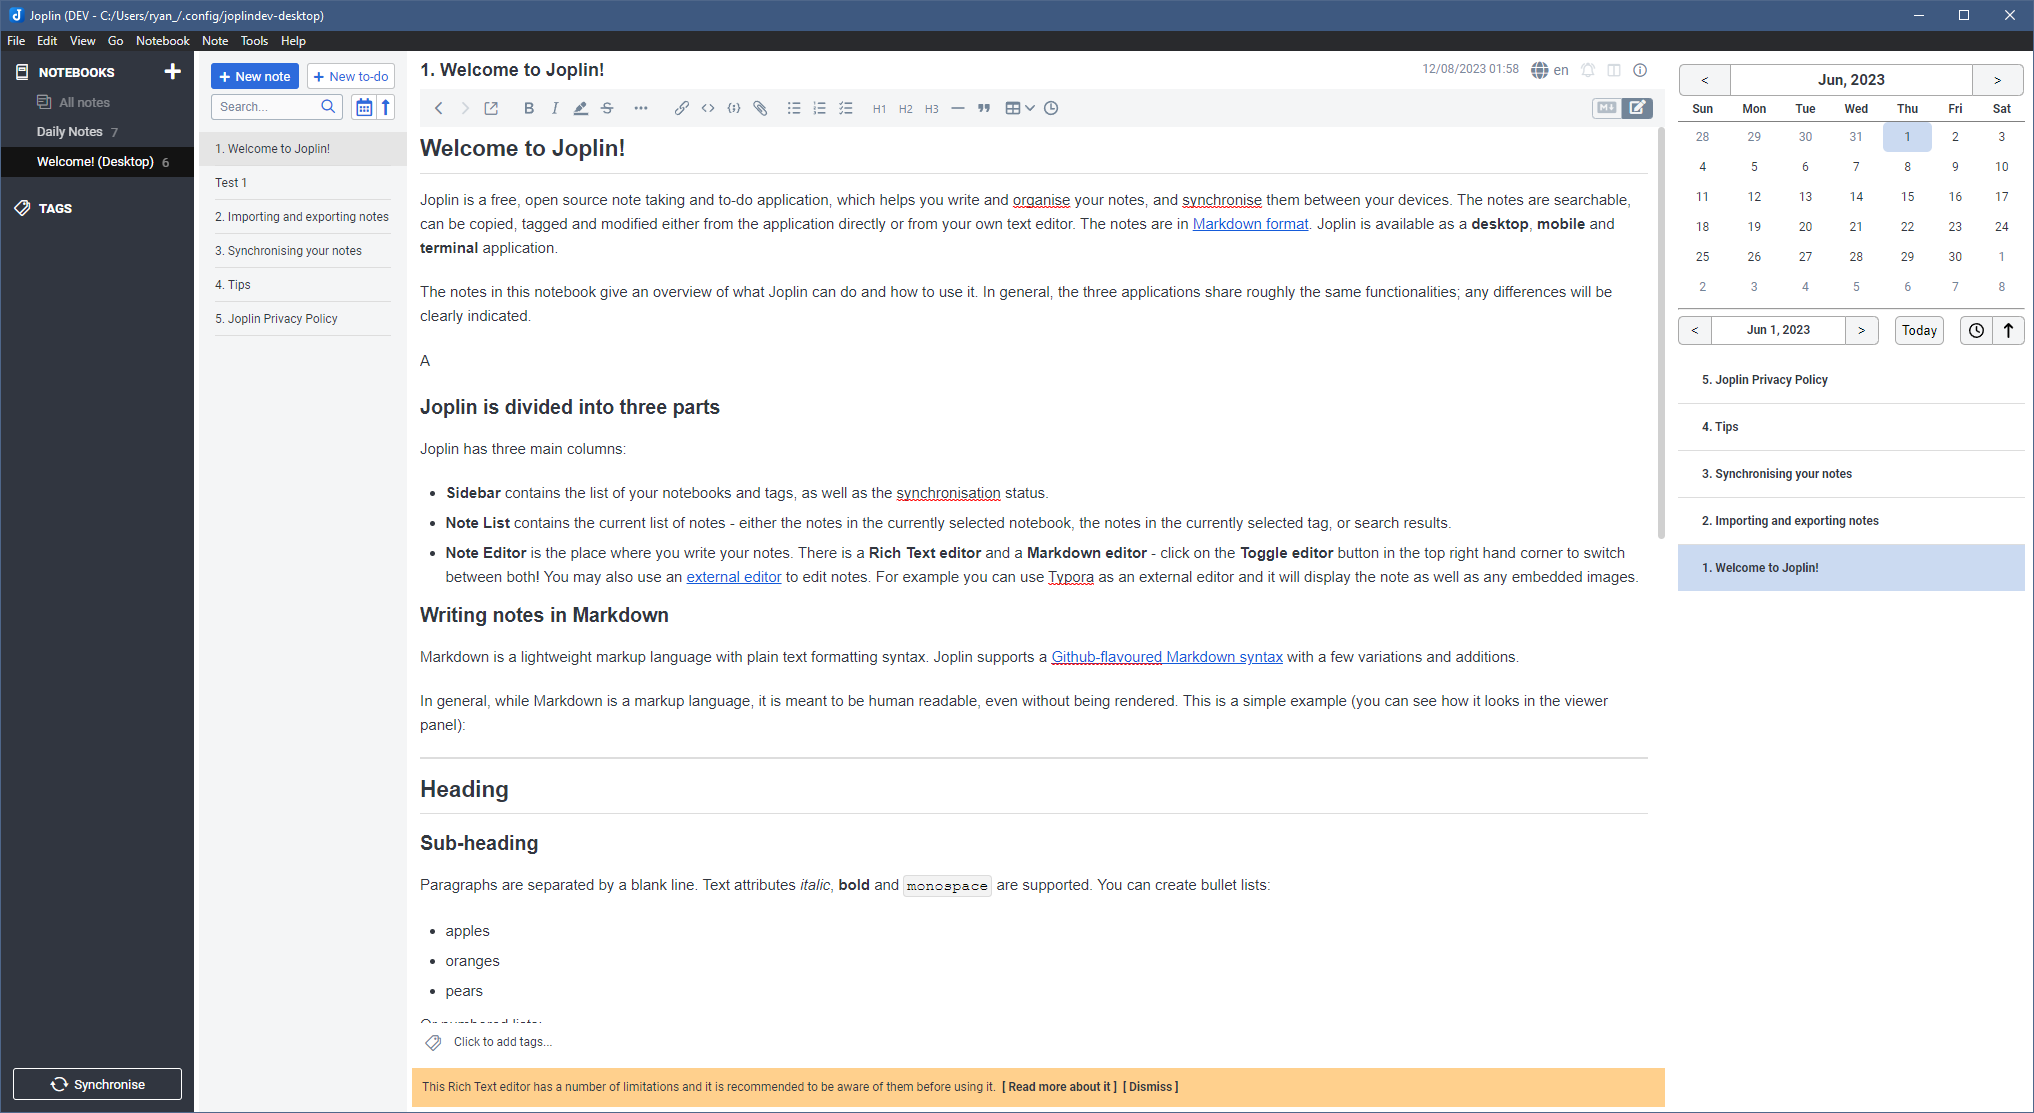 Joplin (DEV - C:/Users/ryan_/.config/joplindev-desktop)
File Edit View Go Notebook Note Tools Help
NOTEBOOKS
All notes
Daily Notes 7
Welcome! (Desktop) 6
TAGS
Synchronise
+ New note
+ New to-do
Search...
1. Welcome to Joplin!
Test 1
2. Importing and exporting notes
3. Synchronising your notes
4. Tips
5. Joplin Privacy Policy
1. Welcome to Joplin!
12/08/2023 01:58 en
B I S H1 H2 H3
Welcome to Joplin!
Joplin is a free, open source note taking and to-do application, which helps you write and organise your notes, and synchronise them between your devices. The notes are searchable,
can be copied, tagged and modified either from the application directly or from your own text editor. The notes are in Markdown format. Joplin is available as a desktop, mobile and
terminal application.
The notes in this notebook give an overview of what Joplin can do and how to use it. In general, the three applications share roughly the same functionalities; any differences will be
clearly indicated.
A
Joplin is divided into three parts
Joplin has three main columns:
• Sidebar contains the list of your notebooks and tags, as well as the synchronisation status.
• Note List contains the current list of notes - either the notes in the currently selected notebook, the notes in the currently selected tag, or search results.
• Note Editor is the place where you write your notes. There is a Rich Text editor and a Markdown editor - click on the Toggle editor button in the top right hand corner to switch
between both! You may also use an external editor to edit notes. For example you can use Typora as an external editor and it will display the note as well as any embedded images.
Writing notes in Markdown
Markdown is a lightweight markup language with plain text formatting syntax. Joplin supports a Github-flavoured Markdown syntax with a few variations and additions.
In general, while Markdown is a markup language, it is meant to be human readable, even without being rendered. This is a simple example (you can see how it looks in the viewer
panel):
Heading
Sub-heading
Paragraphs are separated by a blank line. Text attributes italic, bold and monospace are supported. You can create bullet lists:
• apples
• oranges
• pears
Or numbered lists:
Click to add tags...
This Rich Text editor has a number of limitations and it is recommended to be aware of them before using it. [ Read more about it ] [ Dismiss ]
< Jun, 2023 >
Sun Mon Tue Wed Thu Fri Sat
28 29 30 31 1 2 3
4 5 6 7 8 9 10
11 12 13 14 15 16 17
18 19 20 21 22 23 24
25 26 27 28 29 30 1
2 3 4 5 6 7 8
< Jun 1, 2023 > Today
5. Joplin Privacy Policy
4. Tips
3. Synchronising your notes
2. Importing and exporting notes
1. Welcome to Joplin!